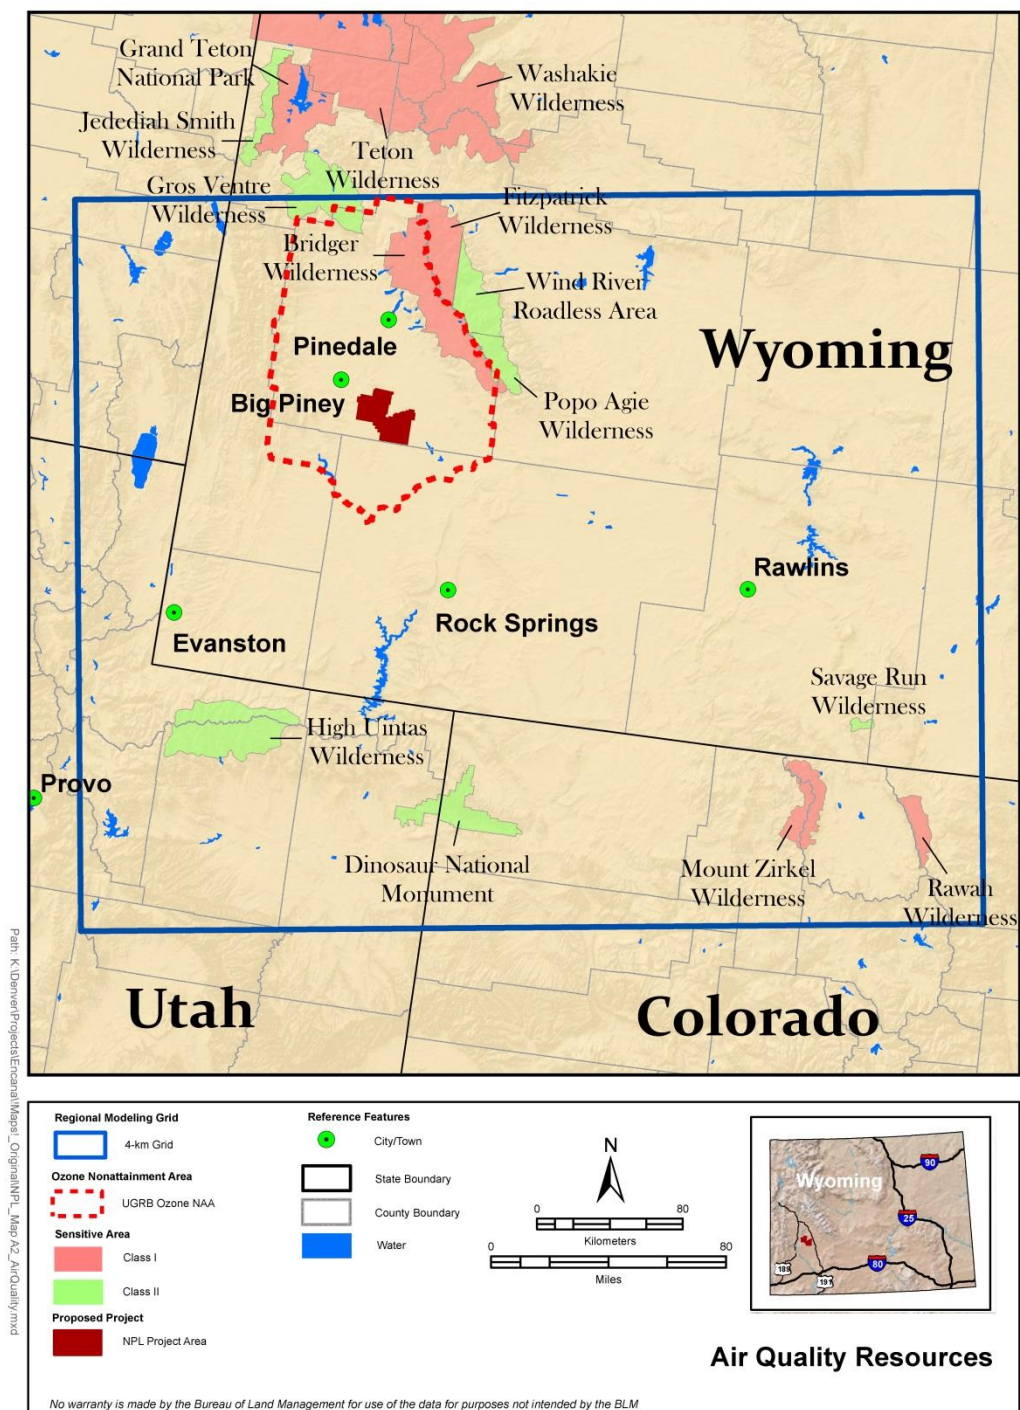 Grand Teton
National Park
Washakie
Wilderness
Jedediah Smith
Wilderness
Teton
Wilderness
Gros Ventre
Wilderness
Fitzpatrick
Wilderness
Bridger
Wilderness
Wind River
Roadless Area
Pinedale
Wyoming
Big Piney
Popo Agie
Wilderness
Rawlins
Rock Springs
Evanston
Savage Run
Wilderness
High Uintas
Wilderness
Provo
Dinosaur National
Monument
Mount Zirkel
Wilderness
Rawah
Wilderness
Utah
Colorado
Path: K:\Denver\Projects\Encana\!Maps!_Original\NPL_Map A2_AirQuality.mxd
Regional Modeling Grid
4-km Grid
Ozone Nonattainment Area
UGRB Ozone NAA
Sensitive Area
Class I
Class II
Proposed Project
NPL Project Area
Reference Features
City/Town
State Boundary
County Boundary
Water
N
0 80
Kilometers
0 80
Miles
Wyoming
90
25
80
189
191
Air Quality Resources
No warranty is made by the Bureau of Land Management for use of the data for purposes not intended by the BLM